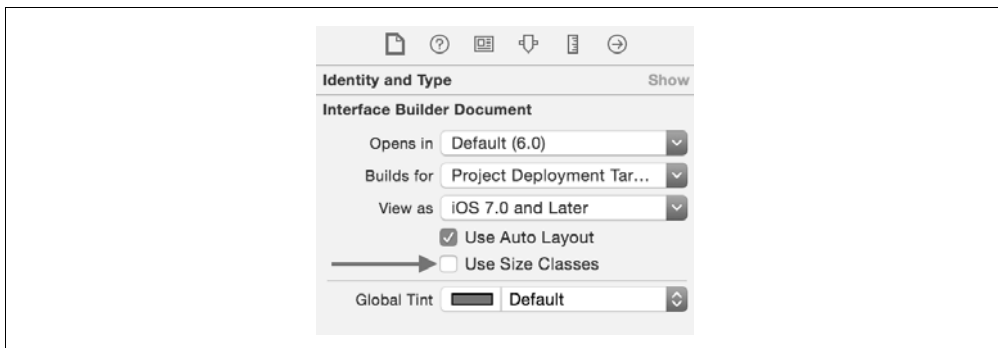 Identity and Type Show
Interface Builder Document
Opens in Default (6.0)
Builds for Project Deployment Tar...
View as iOS 7.0 and Later
Use Auto Layout
Use Size Classes
Global Tint Default